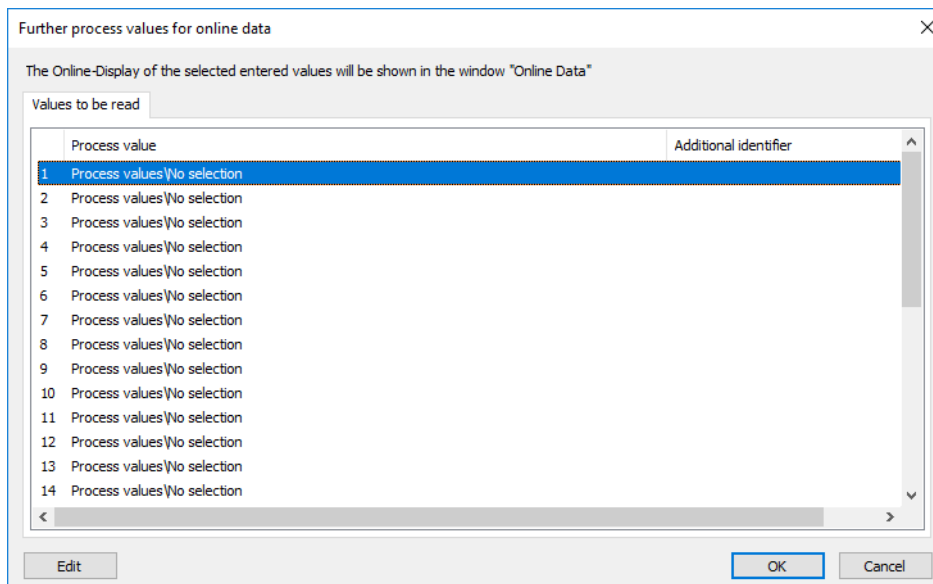 Further process values for online data
The Online-Display of the selected entered values will be shown in the window "Online Data"
Values to be read
Process value Additional identifier
1 Process values\No selection
2 Process values\No selection
3 Process values\No selection
4 Process values\No selection
5 Process values\No selection
6 Process values\No selection
7 Process values\No selection
8 Process values\No selection
9 Process values\No selection
10 Process values\No selection
11 Process values\No selection
12 Process values\No selection
13 Process values\No selection
14 Process values\No selection
Edit OK Cancel